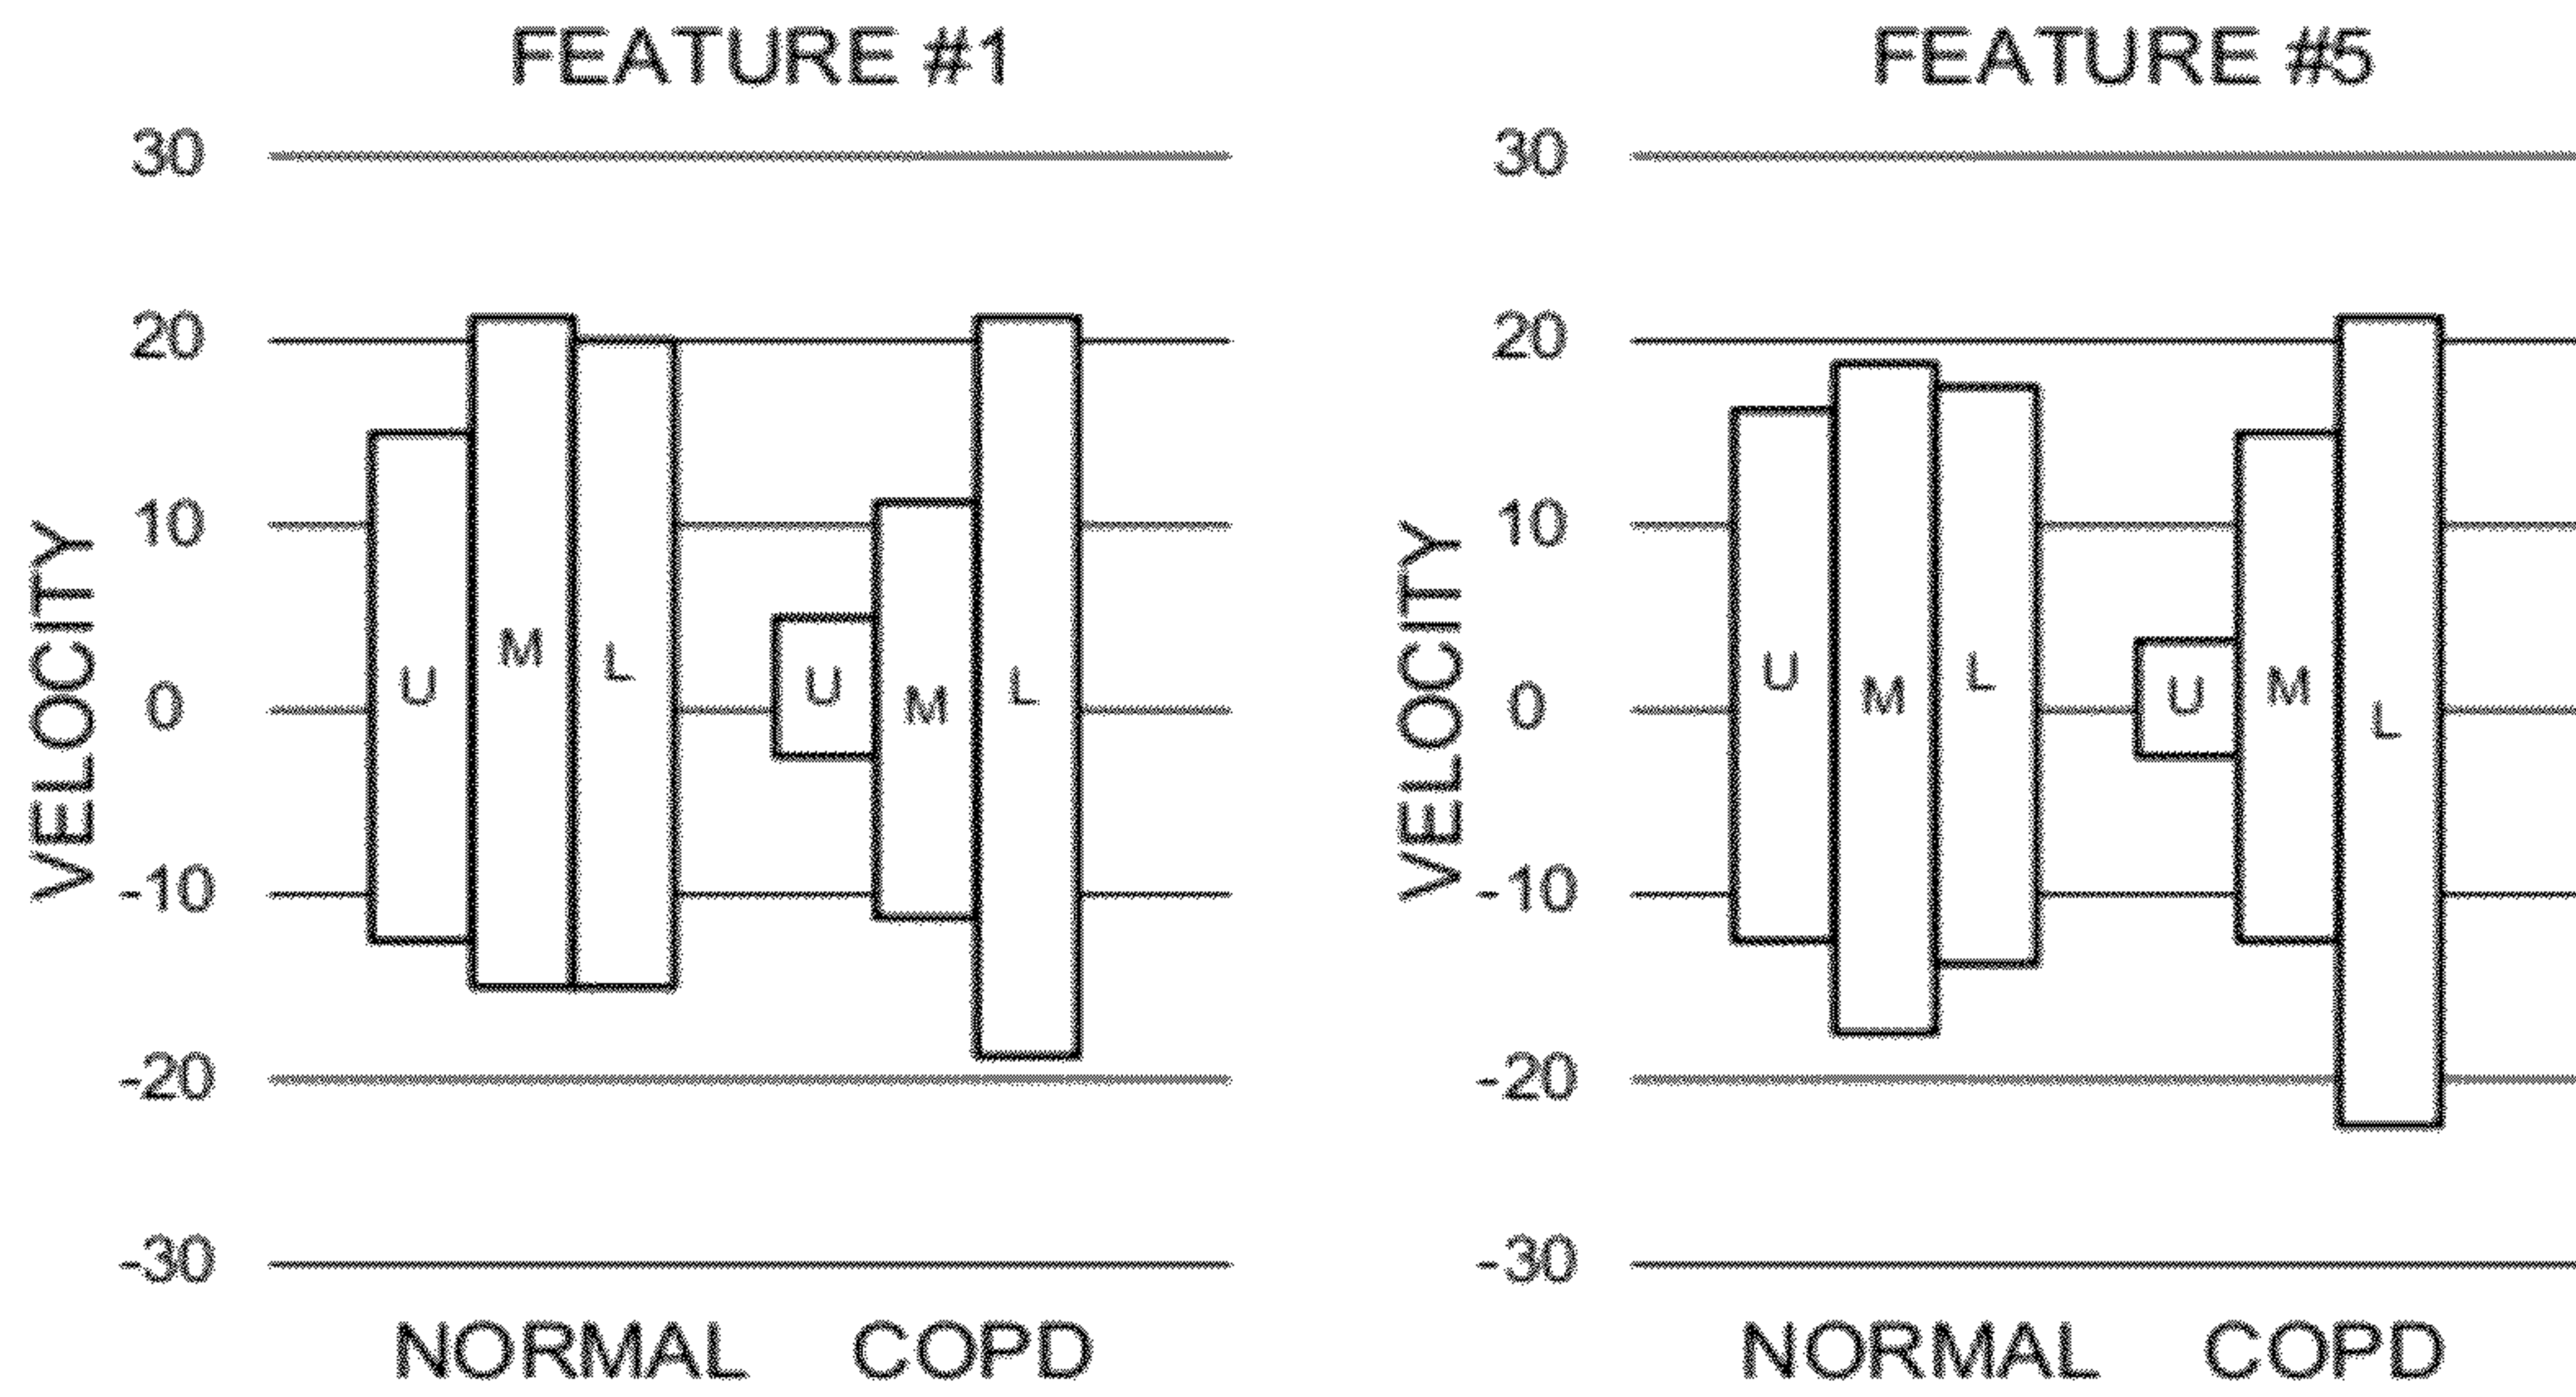 FEATURE #1
30
20
10
0
-10
-20
-30
VELOCITY
U M L
U M L
NORMAL COPD
FEATURE #5
30
20
10
0
-10
-20
-30
VELOCITY
U M L
U M L
NORMAL COPD